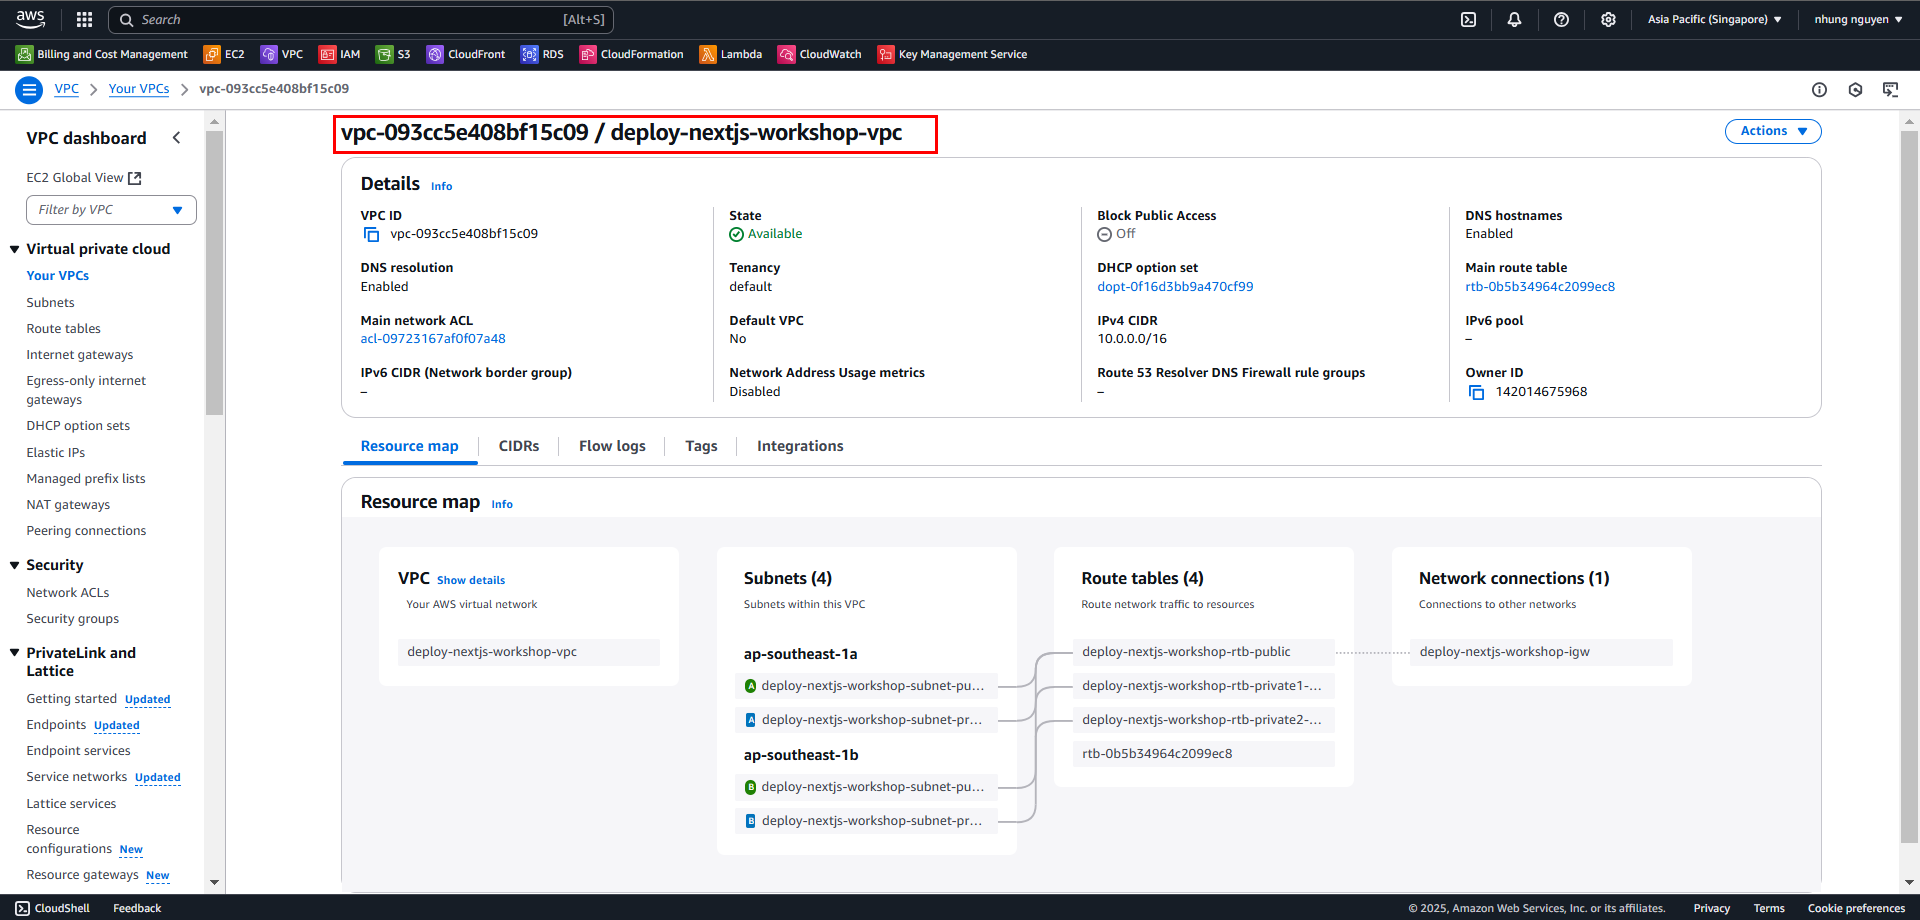 aws
Search
[Alt+S]
Asia Pacific (Singapore)
nhung nguyen
Billing and Cost Management
EC2
VPC
IAM
S3
CloudFront
RDS
CloudFormation
Lambda
CloudWatch
Key Management Service
VPC
Your VPCs
vpc-093cc5e408bf15c09
VPC dashboard
EC2 Global View
Filter by VPC
Virtual private cloud
Your VPCs
Subnets
Route tables
Internet gateways
Egress-only internet
gateways
DHCP option sets
Elastic IPs
Managed prefix lists
NAT gateways
Peering connections
Security
Network ACLs
Security groups
PrivateLink and
Lattice
Getting started Updated
Endpoints Updated
Endpoint services
Service networks Updated
Lattice services
Resource
configurations New
Resource gateways New
vpc-093cc5e408bf15c09 / deploy-nextjs-workshop-vpc
Actions
Details Info
VPC ID
vpc-093cc5e408bf15c09
State
Available
Block Public Access
Off
DNS hostnames
Enabled
DNS resolution
Enabled
Tenancy
default
DHCP option set
dopt-0f16d3bb9a470cf99
Main route table
rtb-0b5b34964c2099ec8
Main network ACL
acl-09723167af0f07a48
Default VPC
No
IPv4 CIDR
10.0.0.0/16
IPv6 pool
–
IPv6 CIDR (Network border group)
–
Network Address Usage metrics
Disabled
Route 53 Resolver DNS Firewall rule groups
–
Owner ID
142014675968
Resource map
CIDRs
Flow logs
Tags
Integrations
Resource map Info
VPC Show details
Your AWS virtual network
deploy-nextjs-workshop-vpc
Subnets (4)
Subnets within this VPC
ap-southeast-1a
A deploy-nextjs-workshop-subnet-pu...
A deploy-nextjs-workshop-subnet-pr...
ap-southeast-1b
B deploy-nextjs-workshop-subnet-pu...
B deploy-nextjs-workshop-subnet-pr...
Route tables (4)
Route network traffic to resources
deploy-nextjs-workshop-rtb-public
deploy-nextjs-workshop-rtb-private1-...
deploy-nextjs-workshop-rtb-private2-...
rtb-0b5b34964c2099ec8
Network connections (1)
Connections to other networks
deploy-nextjs-workshop-igw
CloudShell
Feedback
© 2025, Amazon Web Services, Inc. or its affiliates.
Privacy
Terms
Cookie preferences